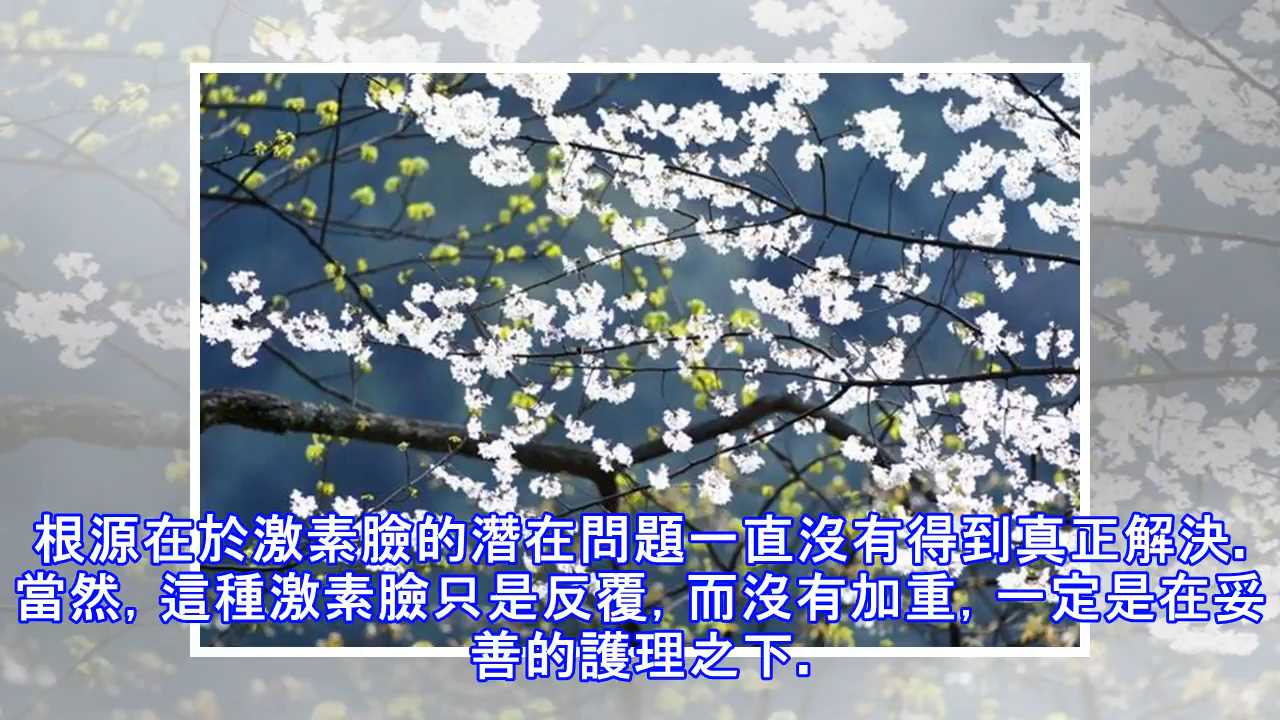 根源在於激素臉的潛在問題一直沒有得到真正解決.
當然, 這種激素臉只是反覆, 而沒有加重, 一定是在妥
善的護理之下.